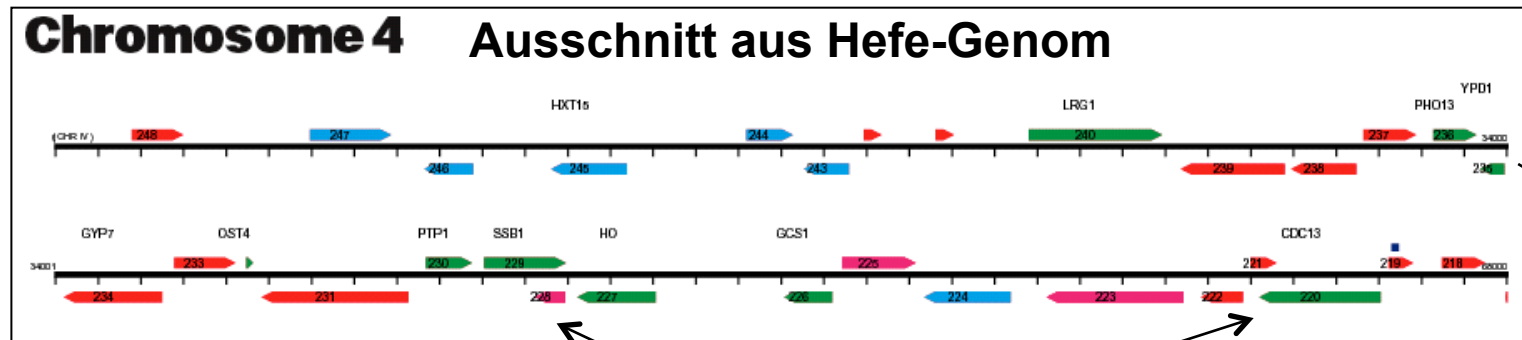 Chromosome 4 Ausschnitt aus Hefe-Genom
YPD1
HXT15 LRG1 PHO13
(CHR IV) 248 247 244 240 237 236 34000
246 245 243 239 238 235
GYP7 OST4 PTP1 SSB1 HO GCS1 CDC13
34001 233 230 229 225 221 219 218 68000
234 231 228 227 226 224 223 222 220